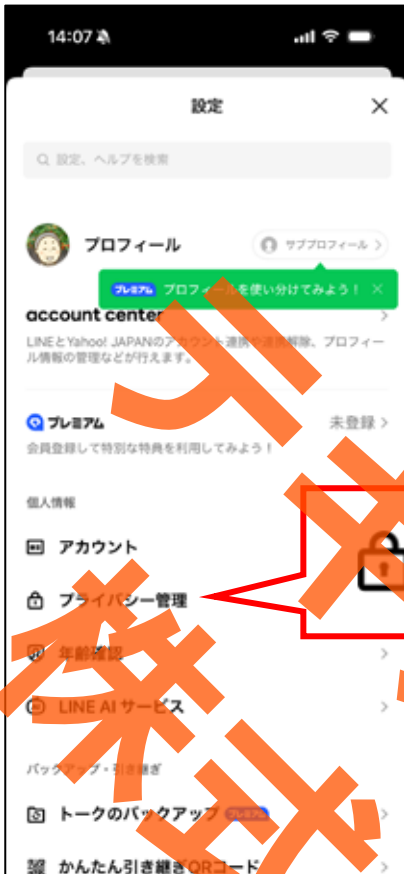 14:07
設定
設定、ヘルプを検索
プロフィール
サブプロフィール
プレミアム プロフィールを使い分けてみよう!
account center
LINEとYahoo! JAPANのアカウント連携や連携解除、プロフィー
ル情報の管理などが行えます。
プレミアム
未登録
会員登録して特別な特典を利用してみよう!
個人情報
アカウント
プライバシー管理
年齢確認
LINE AI サービス
バックアップ・引き継ぎ
トークのバックアップ プレミアム
かんたん引き継ぎQRコード
株式